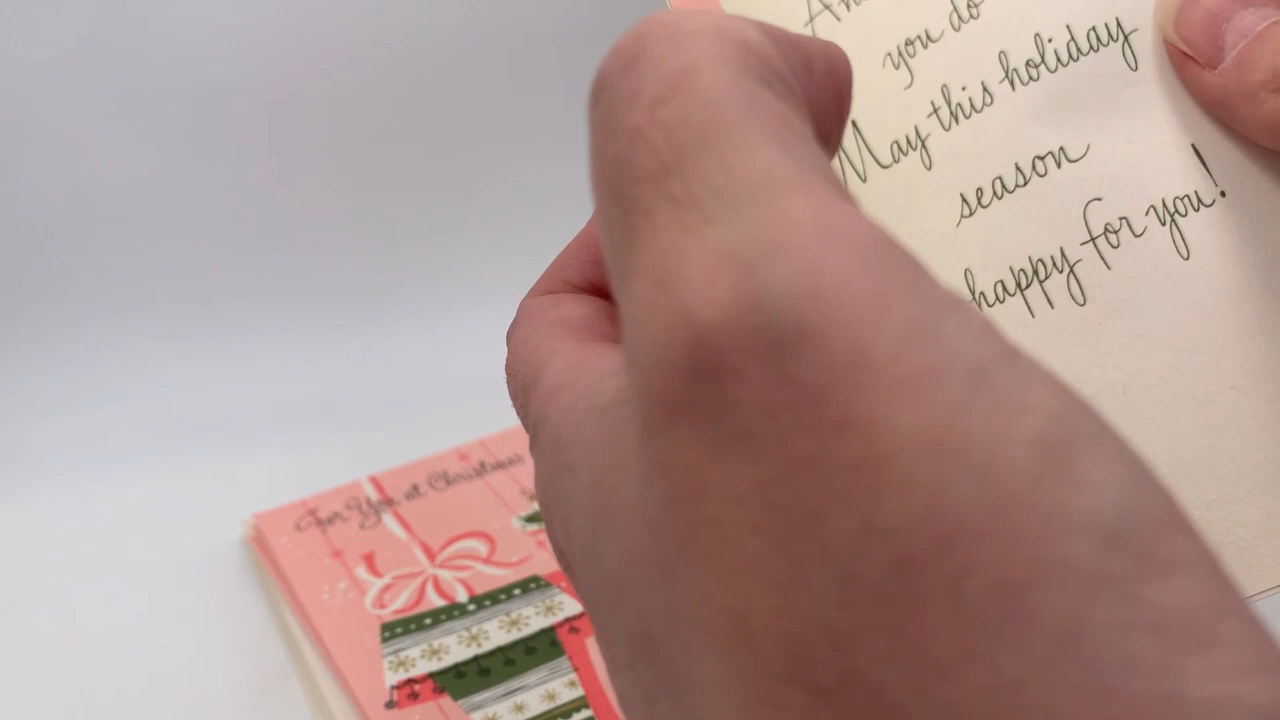 you do
May this holiday
season
happy for you!
For You at Christmas